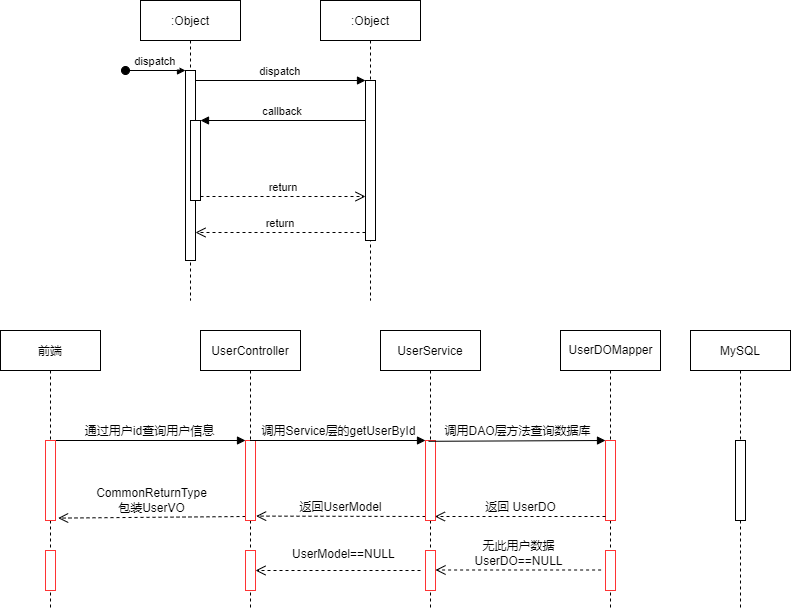 :Object
:Object
dispatch
dispatch
callback
return
return
前端
UserController
UserService
UserDOMapper
MySQL
通过用户id查询用户信息
调用Service层的getUserById
调用DAO层方法查询数据库
CommonReturnType
包装UserVO
返回UserModel
返回 UserDO
UserModel==NULL
无此用户数据
UserDO==NULL